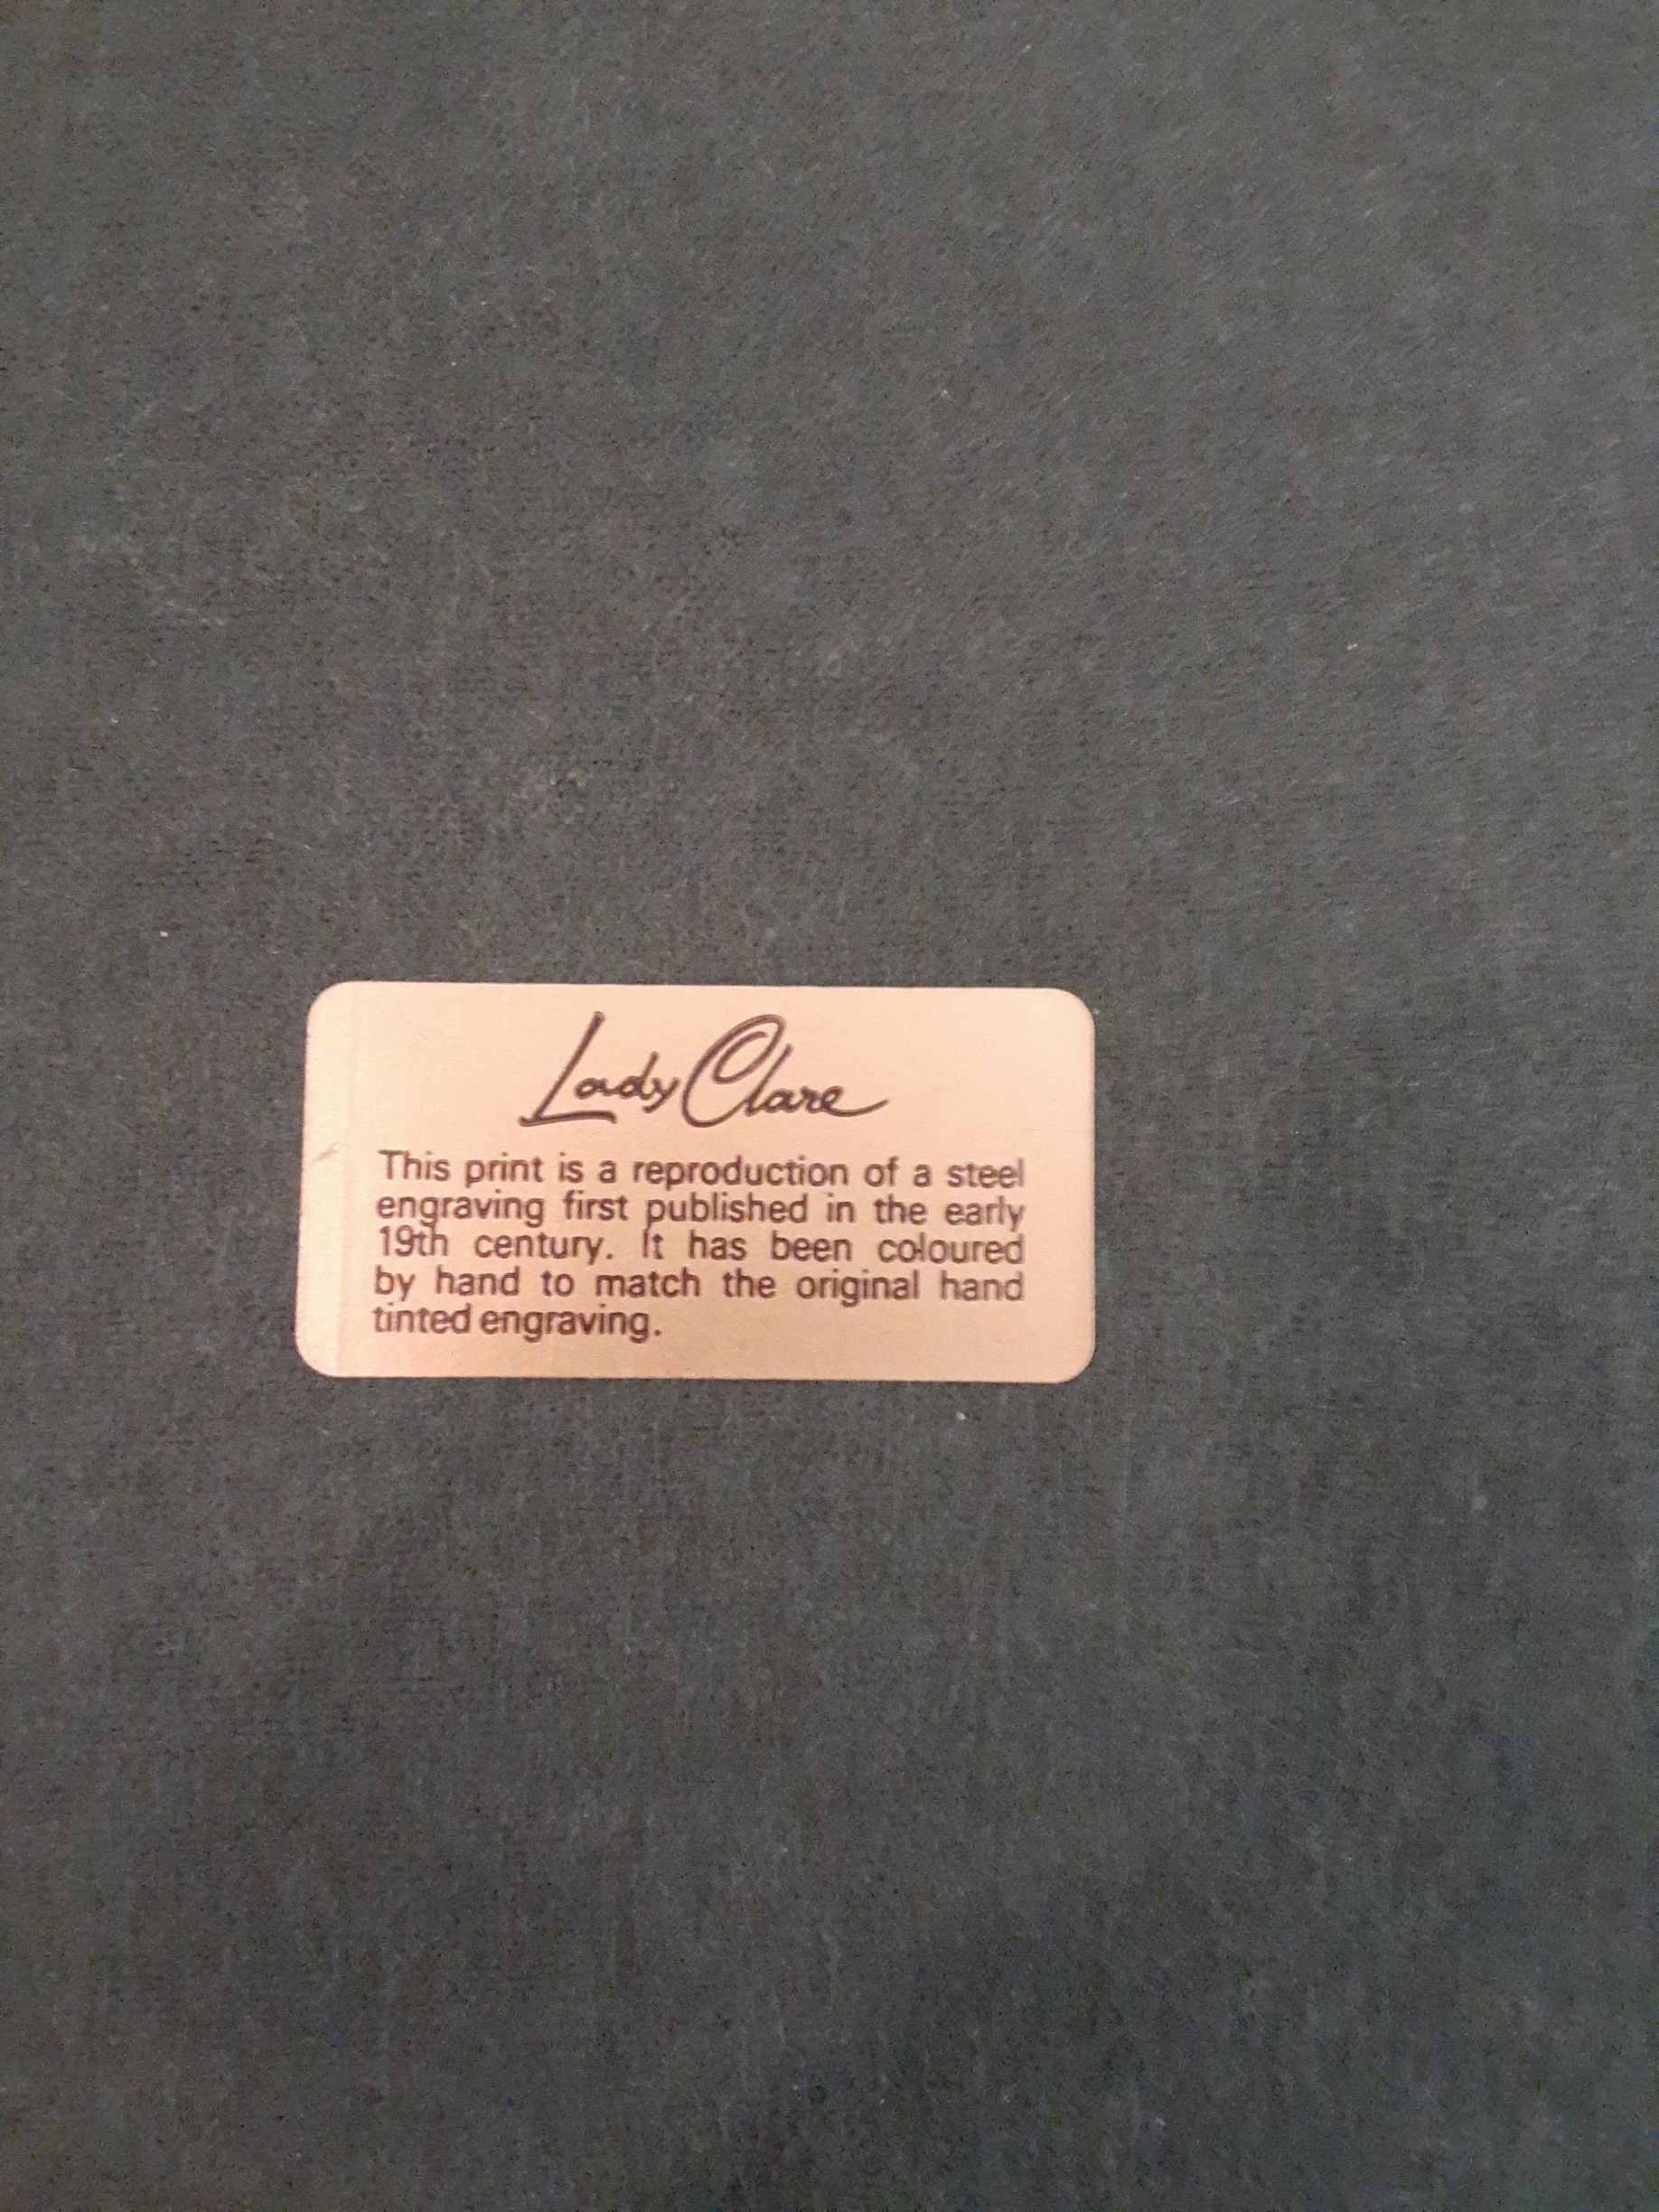 Lady Clare
This print is a reproduction of a steel
engraving first published in the early
19th century. It has been coloured
by hand to match the original hand
tinted engraving.